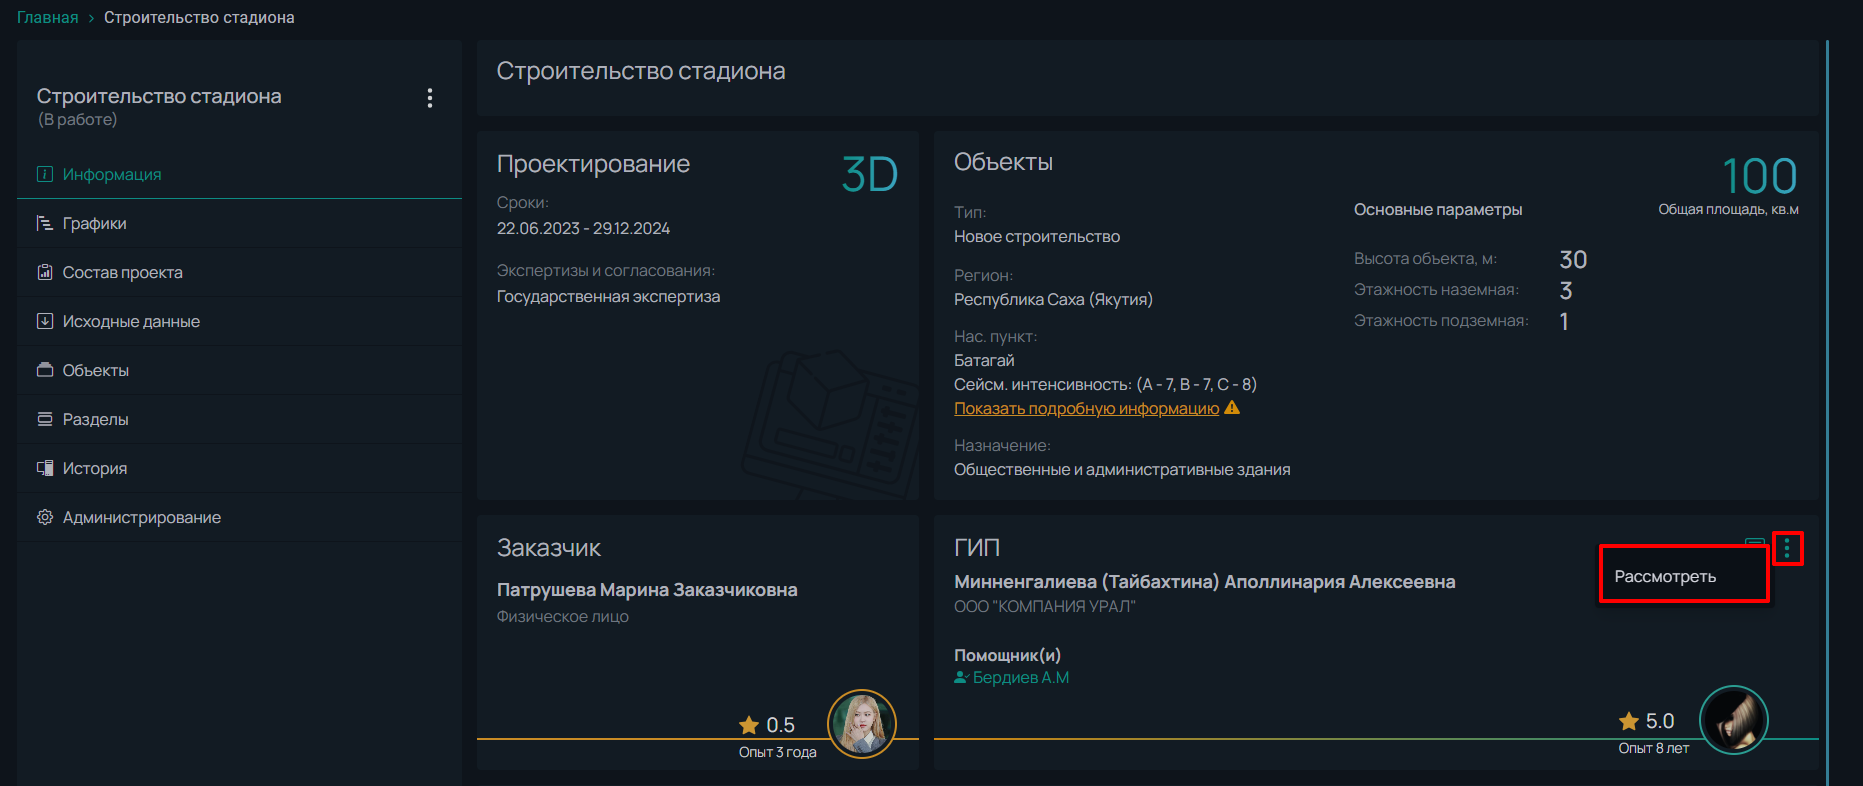 Главная › Строительство стадиона
Строительство стадиона
(В работе)
Информация
Графики
Состав проекта
Исходные данные
Объекты
Разделы
История
Администрирование
Строительство стадиона
Проектирование
3D
Сроки:
22.06.2023 - 29.12.2024
Экспертизы и согласования:
Государственная экспертиза
Объекты
100
Общая площадь, кв.м
Тип:
Новое строительство
Регион:
Республика Саха (Якутия)
Нас. пункт:
Батагай
Сейсм. интенсивность: (A - 7, B - 7, C - 8)
Показать подробную информацию
Назначение:
Общественные и административные здания
Основные параметры
Высота объекта, м: 30
Этажность наземная: 3
Этажность подземная: 1
Заказчик
Патрушева Марина Заказчиковна
Физическое лицо
0.5
Опыт 3 года
ГИП
Рассмотреть
Минненгалиева (Тайбахтина) Аполлинария Алексеевна
ООО "КОМПАНИЯ УРАЛ"
Помощник(и)
Бердиев А.М
5.0
Опыт 8 лет